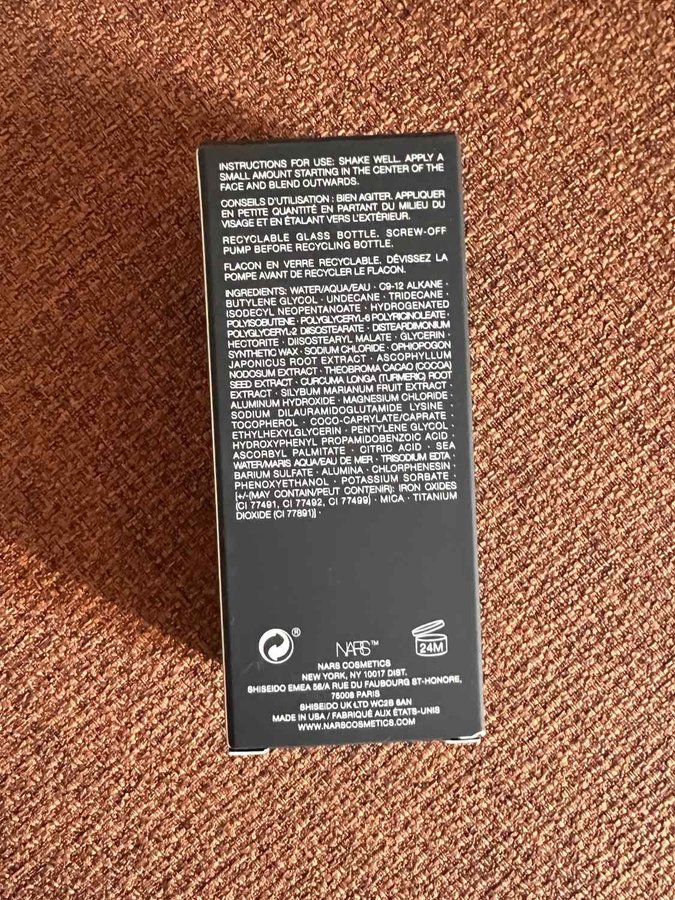 INSTRUCTIONS FOR USE: SHAKE WELL. APPLY A
SMALL AMOUNT STARTING IN THE CENTER OF THE
FACE AND BLEND OUTWARDS.
CONSEILS D'UTILISATION : BIEN AGITER. APPLIQUER
EN PETITE QUANTITÉ EN PARTANT DU MILIEU DU
VISAGE ET EN ÉTALANT VERS L'EXTÉRIEUR.
RECYCLABLE GLASS BOTTLE. SCREW-OFF
PUMP BEFORE RECYCLING BOTTLE.
FLACON EN VERRE RECYCLABLE. DÉVISSEZ LA
POMPE AVANT DE RECYCLER LE FLACON.
INGREDIENTS: WATER/AQUA/EAU · C9-12 ALKANE ·
BUTYLENE GLYCOL · UNDECANE · TRIDECANE ·
ISODECYL NEOPENTANOATE · HYDROGENATED
POLYISOBUTENE · POLYGLYCERYL-6 POLYRICINOLEATE ·
POLYGLYCERYL-2 DIISOSTEARATE · DISTEARDIMONIUM
HECTORITE · DIISOSTEARYL MALATE · GLYCERIN ·
SYNTHETIC WAX · SODIUM CHLORIDE · OPHIOPOGON
JAPONICUS ROOT EXTRACT · ASCOPHYLLUM
NODOSUM EXTRACT · THEOBROMA CACAO (COCOA)
SEED EXTRACT · CURCUMA LONGA (TURMERIC) ROOT
EXTRACT · SILYBUM MARIANUM FRUIT EXTRACT ·
ALUMINUM HYDROXIDE · MAGNESIUM CHLORIDE ·
SODIUM DILAURAMIDOGLUTAMIDE LYSINE ·
TOCOPHEROL · COCO-CAPRYLATE/CAPRATE ·
ETHYLHEXYLGLYCERIN · PENTYLENE GLYCOL ·
HYDROXYPHENYL PROPAMIDOBENZOIC ACID ·
ASCORBYL PALMITATE · CITRIC ACID · SEA
WATER/MARIS AQUA/EAU DE MER · TRISODIUM EDTA ·
BARIUM SULFATE · ALUMINA · CHLORPHENESIN ·
PHENOXYETHANOL · POTASSIUM SORBATE ·
[+/-(MAY CONTAIN/PEUT CONTENIR): IRON OXIDES
(CI 77491, CI 77492, CI 77499) · MICA · TITANIUM
DIOXIDE (CI 77891)] ·
®
NARS™
24M
NARS COSMETICS
NEW YORK, NY 10017 DIST.
SHISEIDO EMEA 56/A RUE DU FAUBOURG ST-HONORE,
75008 PARIS
SHISEIDO UK LTD WC2B 6AN
MADE IN USA / FABRIQUÉ AUX ÉTATS-UNIS
WWW.NARSCOSMETICS.COM